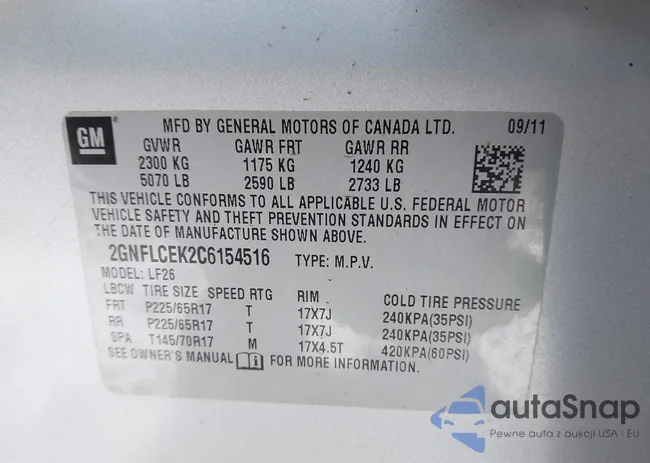 GM
MFD BY GENERAL MOTORS OF CANADA LTD. 09/11
GVWR GAWR FRT GAWR RR
2300 KG 1175 KG 1240 KG
5070 LB 2590 LB 2733 LB
THIS VEHICLE CONFORMS TO ALL APPLICABLE U.S. FEDERAL MOTOR
VEHICLE SAFETY AND THEFT PREVENTION STANDARDS IN EFFECT ON
THE DATE OF MANUFACTURE SHOWN ABOVE.
2GNFLCEK2C6154516 TYPE: M.P.V.
MODEL: LF26
LBCW TIRE SIZE SPEED RTG RIM COLD TIRE PRESSURE
FRT P225/65R17 T 17X7J 240KPA(35PSI)
RR P225/65R17 T 17X7J 240KPA(35PSI)
SPA T145/70R17 M 17X4.5T 420KPA(60PSI)
SEE OWNER'S MANUAL FOR MORE INFORMATION.
autaSnap
Pewne auta z aukcji USA i EU